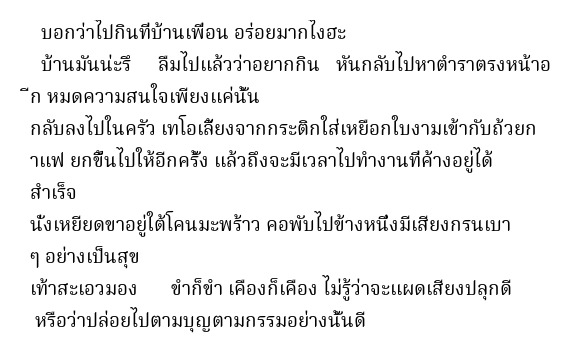 บอกว่าไปกินที่บ้านเพื่อน อร่อยมากไงฮะ
บ้านมันน่ะรึ ลืมไปแล้วว่าอยากกิน หันกลับไปหาตำราตรงหน้าอ
ีก หมดความสนใจเพียงแค่นั้น
กลับลงไปในครัว เทโอเลี้ยงจากกระติกใส่เหยือกใบงามเข้ากับถ้วยก
าแฟ ยกขึ้นไปให้อีกครั้ง แล้วถึงจะมีเวลาไปทำงานที่ค้างอยู่ได้
สำเร็จ
นั่งเหยียดขาอยู่ใต้โคนมะพร้าว คอพับไปข้างหนึ่งมีเสียงกรนเบา
ๆ อย่างเป็นสุข
เท้าสะเอวมอง ขำก็ขำ เคืองก็เคือง ไม่รู้ว่าจะแผดเสียงปลุกดี
หรือว่าปล่อยไปตามบุญตามกรรมอย่างนั้นดี